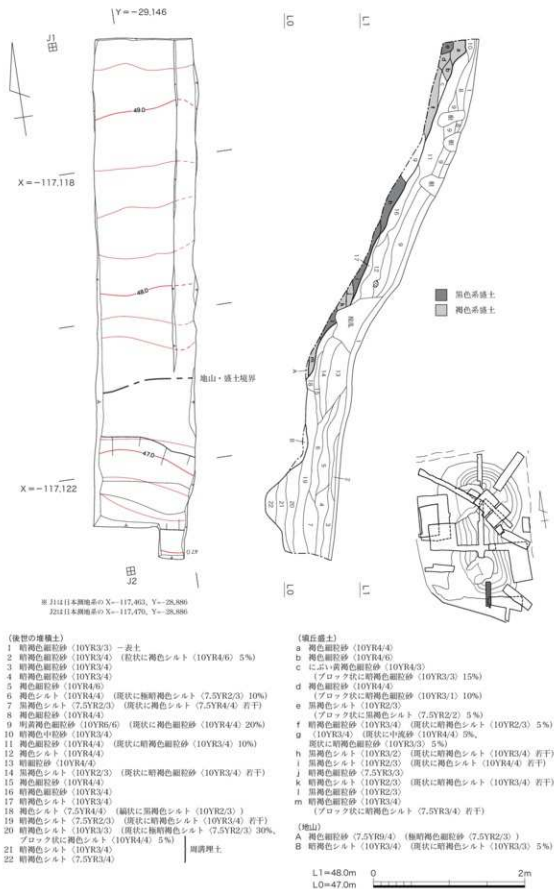 Y=-29,146
J1
L0
L1
49.0
X=-117,118
48.0
地山・盛土境界
47.0
X=-117,122
J2
L0
L1
黒色系盛土
褐色系盛土
※ J1は日本測地系の X=-117,463、Y=-28,886
J2は日本測地系の X=-117,470、Y=-28,886
(後世の堆積土)
1 暗褐色細粒砂(10YR3/3) -表土
2 暗褐色細粒砂(10YR3/4) (粒状に褐色シルト(10YR4/6) 5%)
3 暗褐色細粒砂(10YR3/4)
4 暗褐色細粒砂(10YR3/4)
5 褐色細粒砂(10YR4/6)
6 褐色シルト(10YR4/4) (斑状に極暗褐色シルト(7.5YR2/3) 10%)
7 黒褐色シルト(7.5YR2/3) (斑状に褐色シルト(7.5YR4/4) 若干)
8 褐色細粒砂(10YR4/4)
9 明黄褐色細粒砂(10YR6/6) (斑状に褐色細粒砂(10YR4/4) 20%)
10 暗褐色中粒砂(10YR3/4)
11 褐色細粒砂(10YR4/4) (斑状に暗褐色細粒砂(10YR3/4) 10%)
12 褐色シルト(10YR4/4)
13 暗細粒砂(10YR4/4)
14 黒褐色シルト(10YR2/3) (斑状に暗褐色細粒砂(10YR3/4) 若干)
15 褐色細粒砂(10YR4/4)
16 暗褐色細粒砂(10YR3/4)
17 暗褐色シルト(10YR3/4)
18 褐色シルト(7.5YR4/4) (縞状に黒褐色シルト(10YR2/3))
19 暗褐色シルト(7.5YR2/3) (斑状に暗褐色シルト(10YR3/4) 若干)
20 暗褐色シルト(10YR3/3) (斑状に極暗褐色シルト(7.5YR2/3) 30%、
ブロック状に褐色シルト(10YR4/4) 5%)
21 暗褐色シルト(10YR3/4)
22 暗褐色シルト(7.5YR3/4)
周溝埋土
(墳丘盛土)
a 褐色細粒砂(10YR4/4)
b 褐色細粒砂(10YR4/6)
c にぶい黄褐色細粒砂(10YR4/3)
(ブロック状に暗褐色細粒砂(10YR3/3) 15%)
d 褐色細粒砂(10YR4/4)
(ブロック状に暗褐色細粒砂(10YR3/1) 10%)
e 黒褐色シルト(10YR2/3)
(ブロック状に黒褐色シルト(7.5YR2/2) 5%)
f 暗褐色細粒砂(10YR3/4) (斑状に暗褐色シルト(10YR2/3) 5%)
g (10YR3/4) (斑状に中流砂(10YR4/4) 5%、
斑状に暗褐色細粒砂(10YR3/3) 5%)
h 黒褐色シルト(10YR3/2) (斑状に暗褐色シルト(10YR3/4) 若干)
i 黒褐色シルト(10YR2/3) (斑状に褐色シルト(10YR4/4) 若干)
j 暗褐色細粒砂(7.5YR3/3)
k 暗褐色シルト(10YR2/3) (斑状に暗褐色シルト(10YR3/4) 若干)
l 黒褐色細粒砂(10YR2/3)
m 暗褐色細粒砂(10YR3/4)
(ブロック状に暗褐色シルト(7.5YR3/4) 若干)
(地山)
A 褐色細粒砂(7.5YR9/4) (極暗褐色細粒砂(7.5YR2/3))
B 暗褐色シルト(10YR3/4) (斑状に褐色シルト(10YR3/3) 5%)
L1=48.0m
L0=47.0m
0 2m